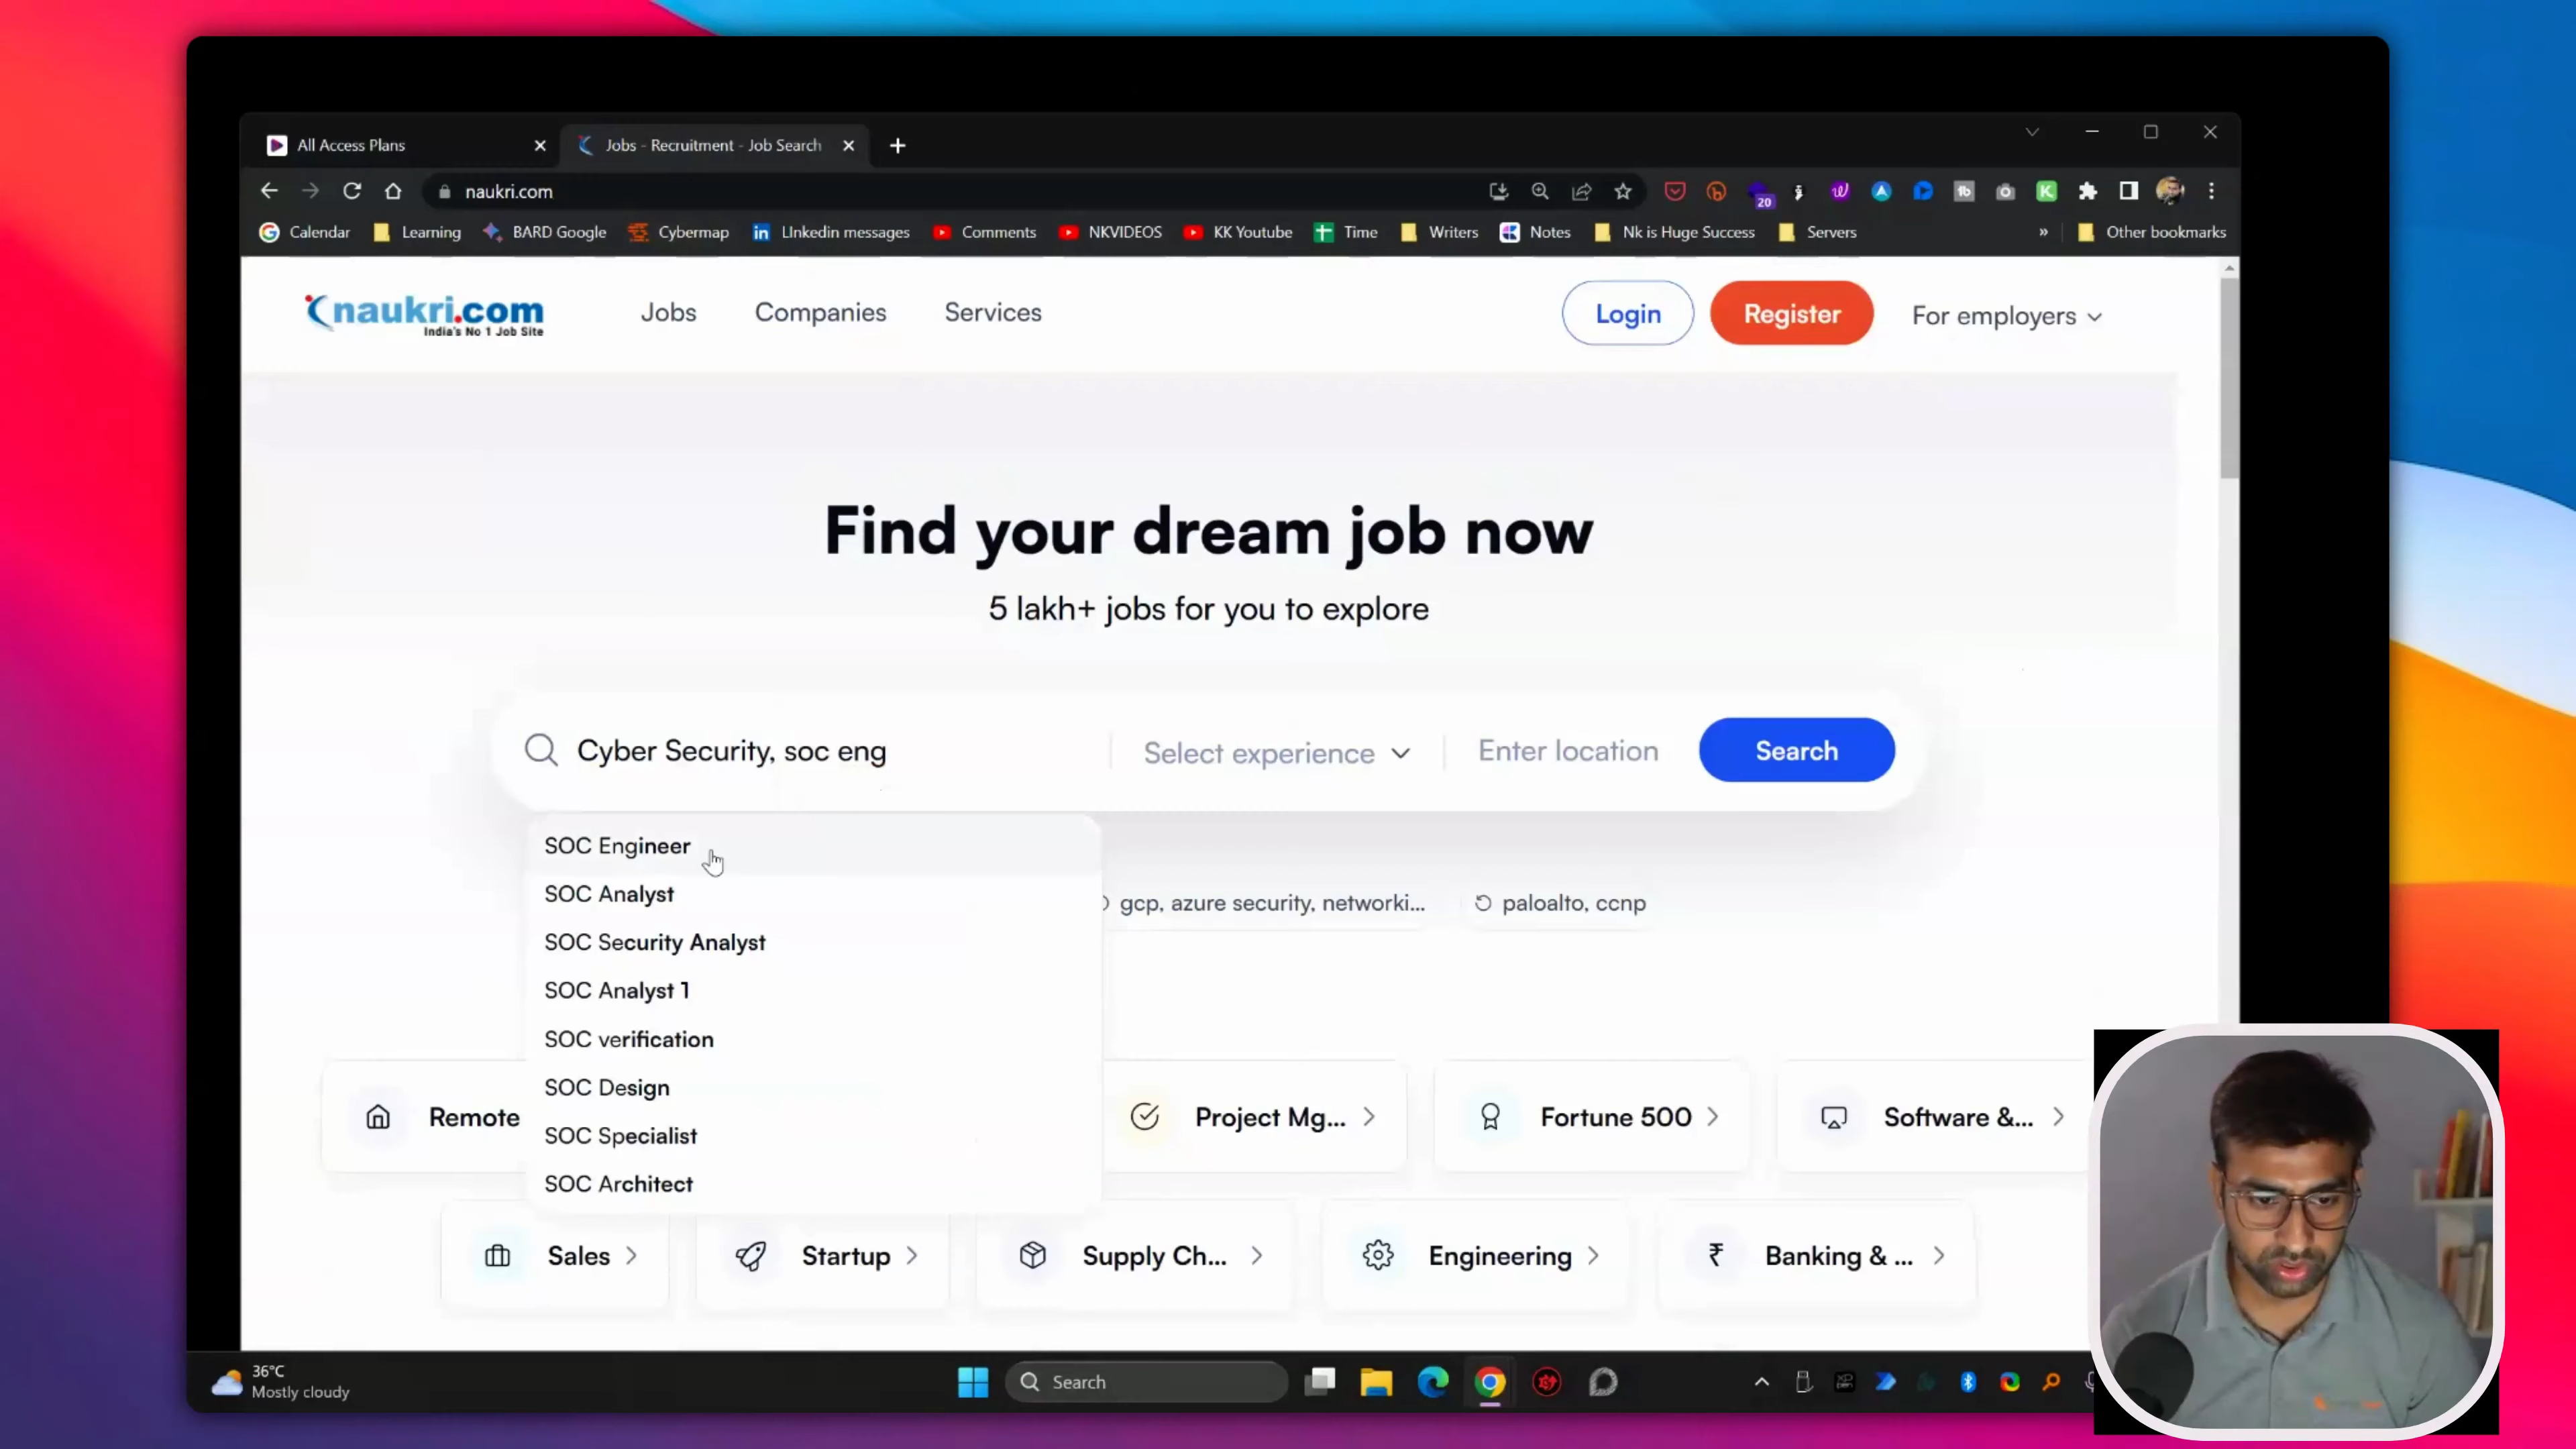 All Access Plans
Jobs - Recruitment - Job Search
naukri.com
20
Calendar
Learning
BARD Google
Cybermap
LInkedin messages
Comments
NKVIDEOS
KK Youtube
Time
Writers
Notes
Nk is Huge Success
Servers
»
Other bookmarks
naukri.com
India's No 1 Job Site
Jobs
Companies
Services
Login
Register
For employers
Find your dream job now
5 lakh+ jobs for you to explore
Cyber Security, soc eng
Select experience
Enter location
Search
SOC Engineer
SOC Analyst
SOC Security Analyst
SOC Analyst 1
SOC verification
SOC Design
SOC Specialist
SOC Architect
gcp, azure security, networki...
paloalto, ccnp
Remote
Project Mg...
Fortune 500
Software &...
Sales
Startup
Supply Ch...
Engineering
Banking & ...
36°C
Mostly cloudy
Search